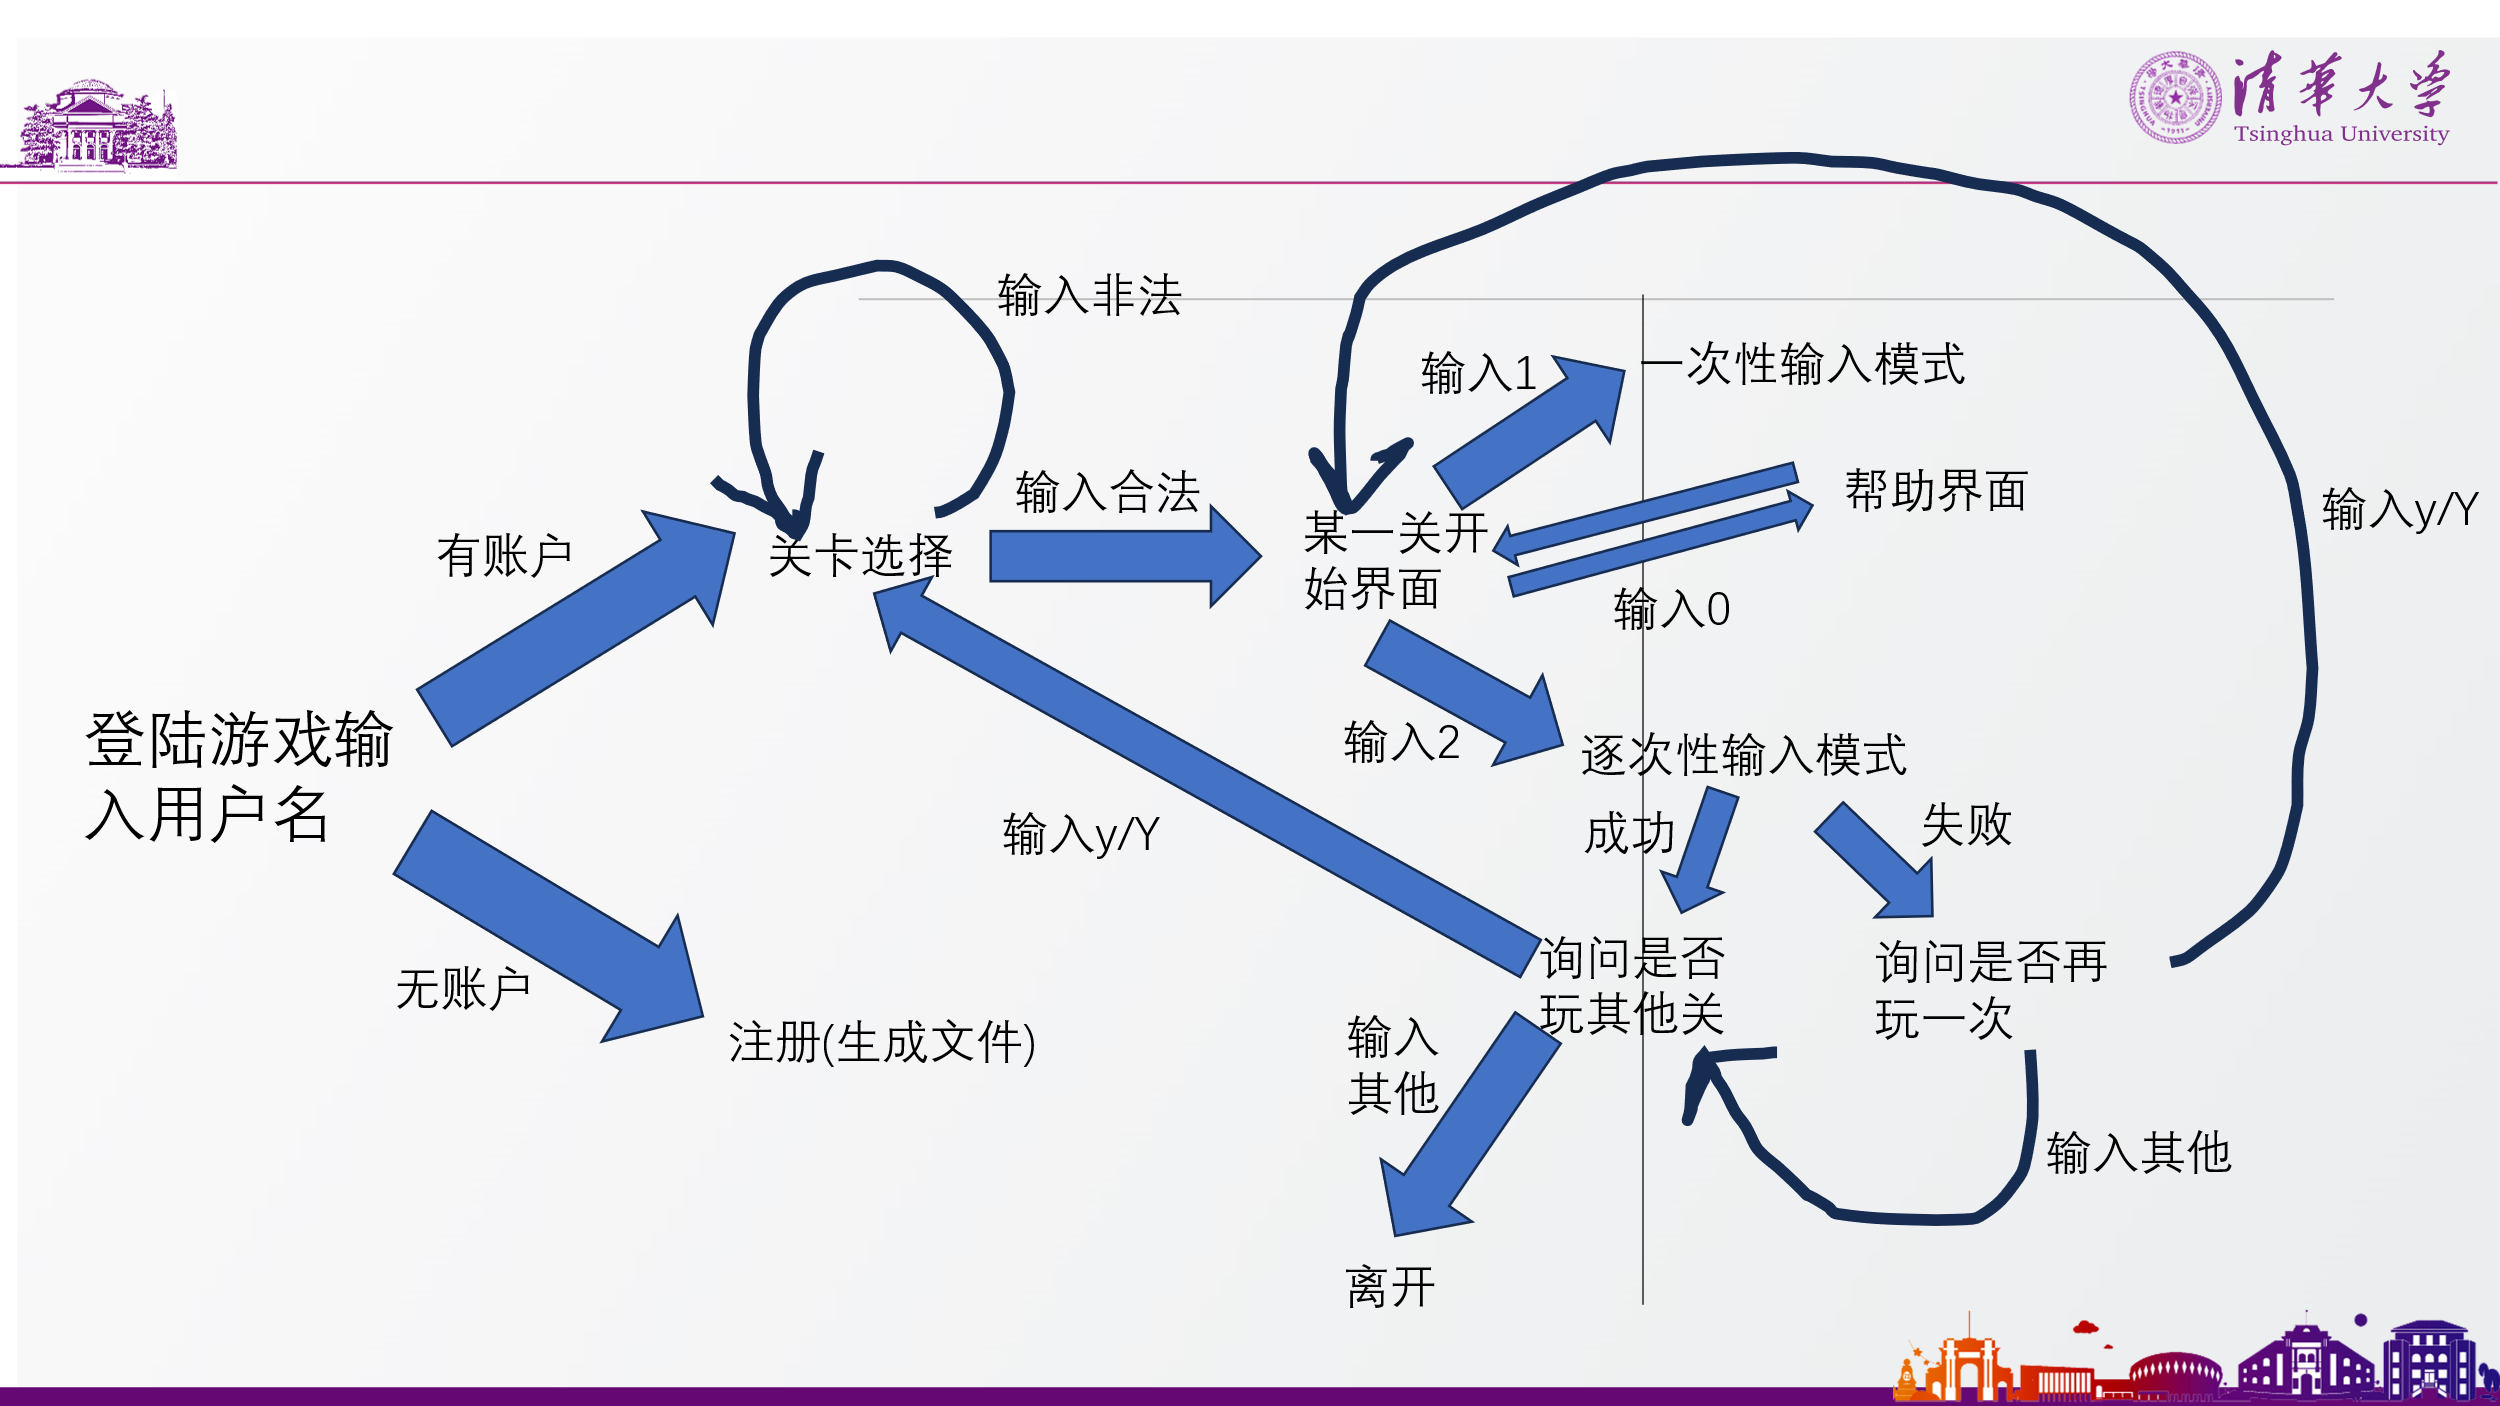 清华大学
Tsinghua University
输入非法
输入1
一次性输入模式
输入合法
帮助界面
输入y/Y
有账户
关卡选择
某一关开
始界面
输入0
登陆游戏输
入用户名
输入2
逐次性输入模式
输入y/Y
成功
失败
无账户
询问是否
玩其他关
询问是否再
玩一次
注册(生成文件)
输入
其他
输入其他
离开